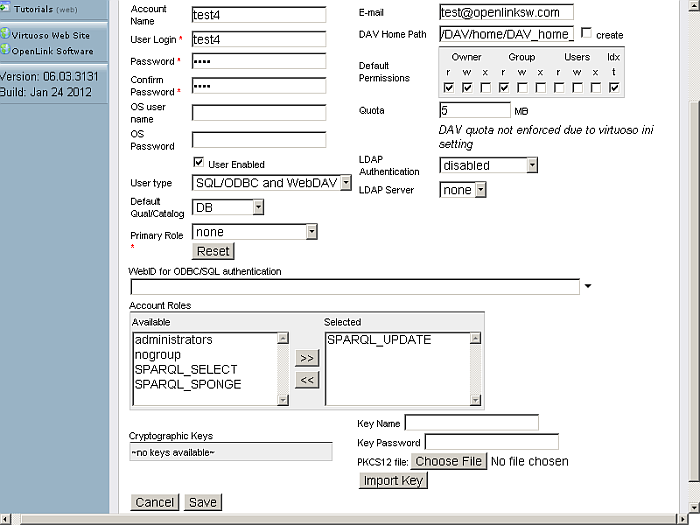 Tutorials (web)
Virtuoso Web Site
OpenLink Software
Version: 06.03.3131
Build: Jan 24 2012
Account Name
test4
User Login *
test4
Password *
••••
Confirm Password *
••••
OS user name
OS Password
User Enabled
User type
SQL/ODBC and WebDAV
Default Qual/Catalog
DB
Primary Role *
none
Reset
E-mail
test@openlinksw.com
DAV Home Path
/DAV/home/DAV_home_
create
Default Permissions
Owner Group Users Idx
r w x r w x r w x t
Quota
5
MB
DAV quota not enforced due to virtuoso ini
setting
LDAP Authentication
disabled
LDAP Server
none
WebID for ODBC/SQL authentication
Account Roles
Available
administrators
nogroup
SPARQL_SELECT
SPARQL_SPONGE
>>
<<
Selected
SPARQL_UPDATE
Cryptographic Keys
~no keys available~
Key Name
Key Password
PKCS12 file: Choose File No file chosen
Import Key
Cancel Save